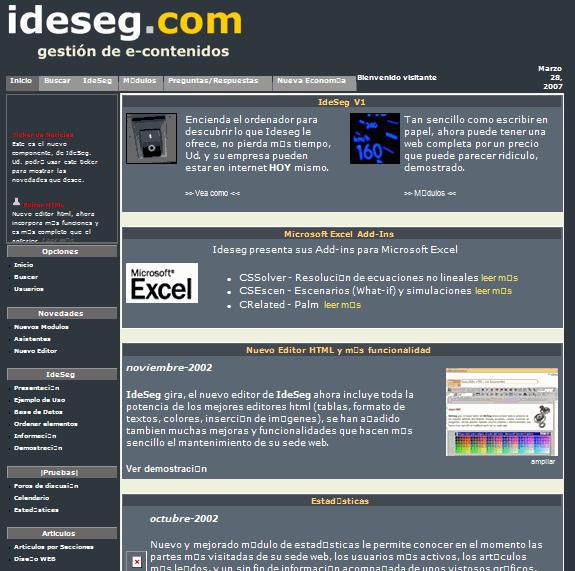 ideseg.com
gestión de e-contenidos
Marzo
28,
2007
Inicio Buscar IdeSeg M□dulos Preguntas/Respuestas Nueva Econom□a Bienvenido visitante
Ticker de Noticias
Este es el nuevo
componente, de IdeSeg.
Ud. podr□ usar este ticker
para mostrar las
novedades que desee.
Editor HTML
Nuevo editor html, ahora
incorpora m□s funciones y
es m□s completo que el
anterior. Leer m□s
Opciones
Inicio
Buscar
Usuarios
Novedades
Nuevos Modulos
Asistentes
Nuevo Editor
IdeSeg
Presentaci□n
Ejemplo de Uso
Base de Datos
Ordenar elementos
Informaci□n
Demostraci□n
¡Pruebas¡
Foros de discusi□n
Calendario
Estad□sticas
Articulos
Articulos por Secciones
Dise□o WEB
IdeSeg V1
Encienda el ordenador para
descubrir lo que Ideseg le
ofrece, no pierda m□s tiempo,
Ud. y su empresa pueden
estar en internet HOY mismo.
>> Vea como <<
160
Tan sencillo como escribir en
papel, ahora puede tener una
web completa por un precio
que puede parecer ridiculo,
demostrado.
>> M□dulos <<
Microsoft Excel Add-Ins
Ideseg presenta sus Add-ins para Microsoft Excel
Microsoft®
Excel
CSSolver - Resoluci□n de ecuaciones no lineales leer m□s
CSEscen - Escenarios (What-if) y simulaciones leer m□s
CRelated - Palm leer m□s
Nuevo Editor HTML y m□s funcionalidad
noviembre-2002
IdeSeg gira, el nuevo editor de IdeSeg ahora incluye toda la
potencia de los mejores editores html (tablas, formato de
textos, colores, inserci□n de im□genes), se han a□adido
tambien muchas mejoras y funcionalidades que hacen m□s
sencillo el mantenimiento de su sede web.
ampliar
Ver demostraci□n
Estad□sticas
octubre-2002
Nuevo y mejorado m□dulo de estad□sticas le permite conocer en el momento las
partes m□s visitadas de su sede web, los usuarios m□s activos, los art□culos
m□s le□dos, y un sin fin de informaci□n acompa□ada de unos vistosos gr□ficos,